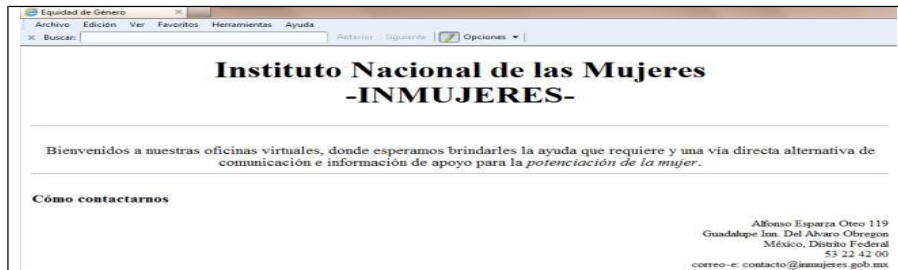 Equidad de Género
Archivo Edición Ver Favoritos Herramientas Ayuda
Buscar: Anterior Siguiente Opciones
Instituto Nacional de las Mujeres
-INMUJERES-
Bienvenidos a nuestras oficinas virtuales, donde esperamos brindarles la ayuda que requiere y una vía directa alternativa de
comunicación e información de apoyo para la potenciación de la mujer.
Cómo contactarnos
Alfonso Esparza Oteo 119
Guadalupe Inn. Del Alvaro Obregon
México, Distrito Federal
53 22 42 00
correo-e: contacto@inmujeres.gob.mx